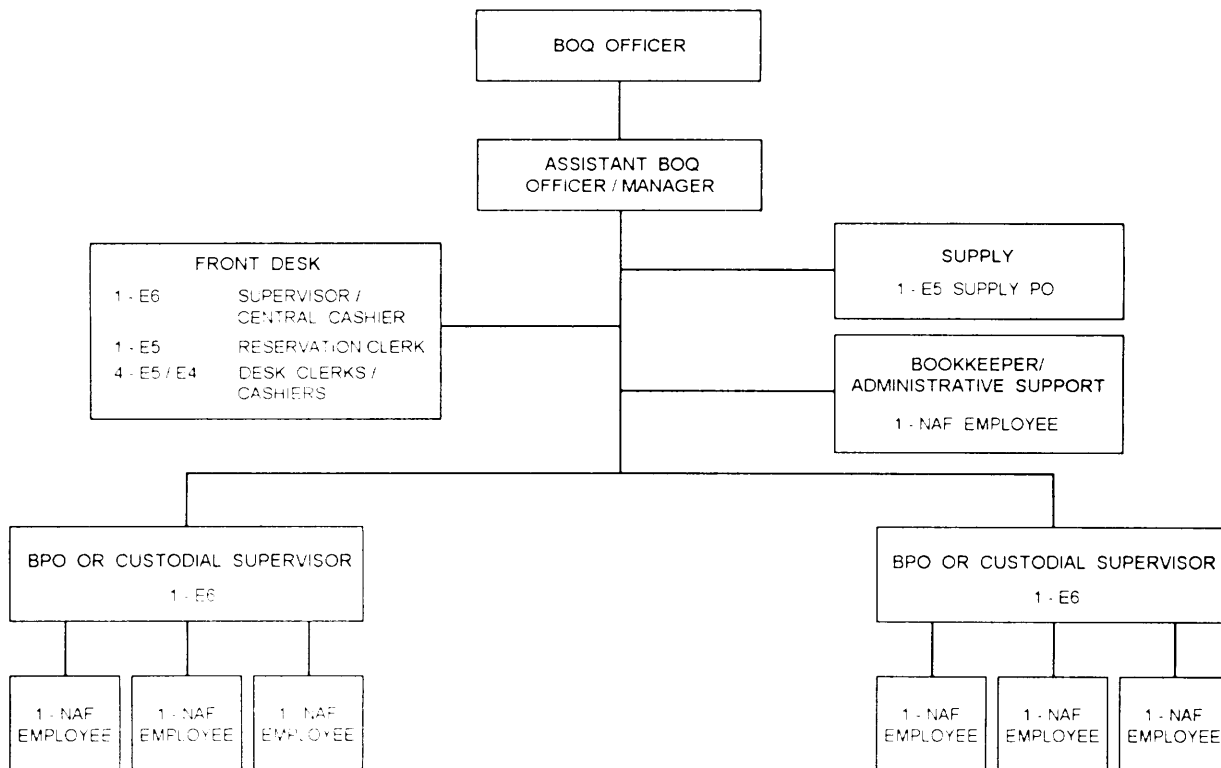 BOQ OFFICER
ASSISTANT BOQ
OFFICER / MANAGER
FRONT DESK
1 - E6 SUPERVISOR /
CENTRAL CASHIER
1 - E5 RESERVATION CLERK
4 - E5 / E4 DESK CLERKS /
CASHIERS
SUPPLY
1 - E5 SUPPLY PO
BOOKKEEPER/
ADMINISTRATIVE SUPPORT
1 - NAF EMPLOYEE
BPO OR CUSTODIAL SUPERVISOR
1 - E6
BPO OR CUSTODIAL SUPERVISOR
1 - E6
1 - NAF
EMPLOYEE
1 - NAF
EMPLOYEE
1 - NAF
EMPLOYEE
1 - NAF
EMPLOYEE
1 - NAF
EMPLOYEE
1 - NAF
EMPLOYEE